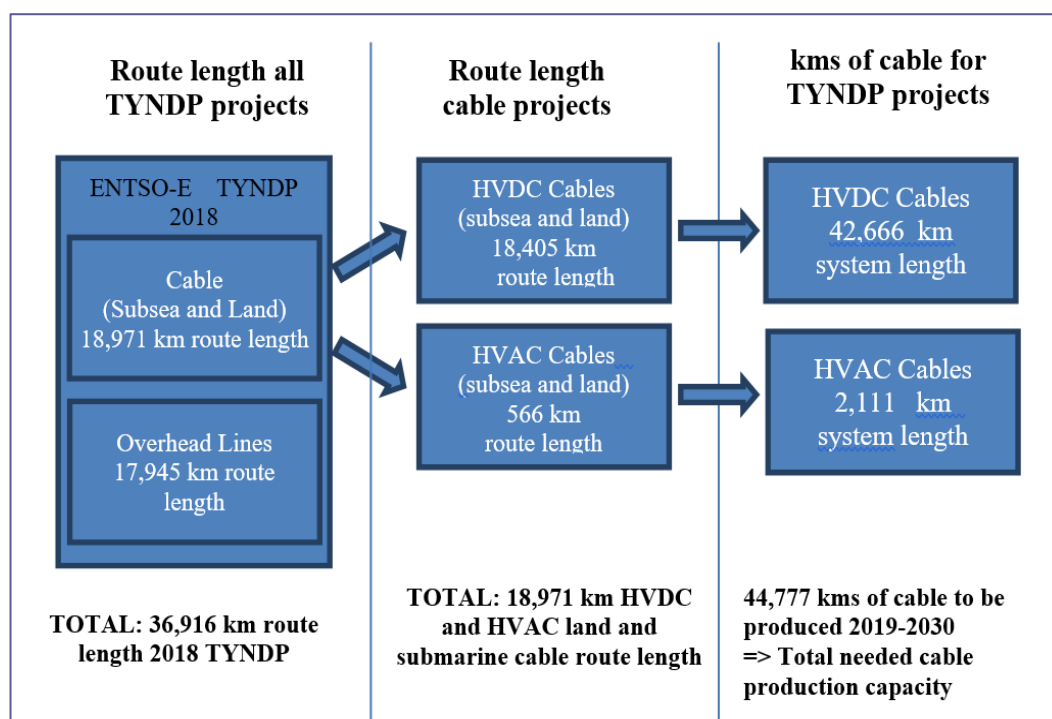 Route length all
TYNDP projects
ENTSO-E TYNDP
2018
Cable
(Subsea and Land)
18,971 km route length
Overhead Lines
17,945 km route
length
TOTAL: 36,916 km route
length 2018 TYNDP
Route length
cable projects
HVDC Cables
(subsea and land)
18,405 km
route length
HVAC Cables
(subsea and land)
566 km
route length
TOTAL: 18,971 km HVDC
and HVAC land and
submarine cable route length
kms of cable for
TYNDP projects
HVDC Cables
42,666 km
system length
HVAC Cables
2,111 km
system length
44,777 kms of cable to be
produced 2019-2030
=> Total needed cable
production capacity